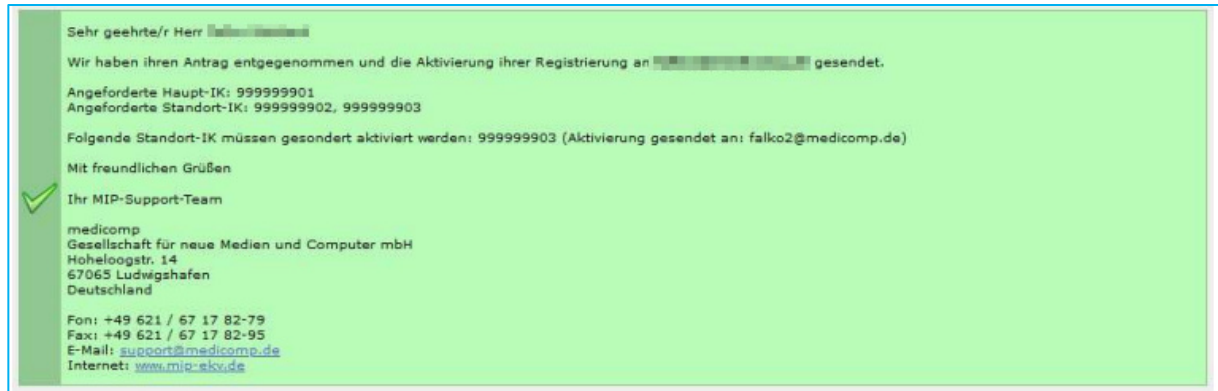 Sehr geehrte/r Herr
Wir haben ihren Antrag entgegenommen und die Aktivierung ihrer Registrierung an gesendet.
Angeforderte Haupt-IK: 999999901
Angeforderte Standort-IK: 999999902, 999999903
Folgende Standort-IK müssen gesondert aktiviert werden: 999999903 (Aktivierung gesendet an: falko2@medicomp.de)
Mit freundlichen Grüßen
Ihr MIP-Support-Team
medicomp
Gesellschaft für neue Medien und Computer mbH
Hoheloogstr. 14
67065 Ludwigshafen
Deutschland
Fon: +49 621 / 67 17 82-79
Fax: +49 621 / 67 17 82-95
E-Mail: support@medicomp.de
Internet: www.mip-ekv.de